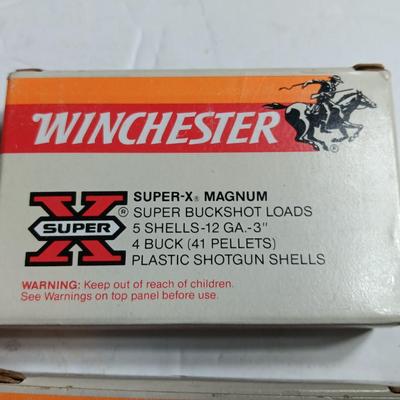 WINCHESTER
SUPER-X® MAGNUM
SUPER BUCKSHOT LOADS
5 SHELLS-12 GA.-3"
4 BUCK (41 PELLETS)
PLASTIC SHOTGUN SHELLS
X®
SUPER
WARNING: Keep out of reach of children.
See Warnings on top panel before use.